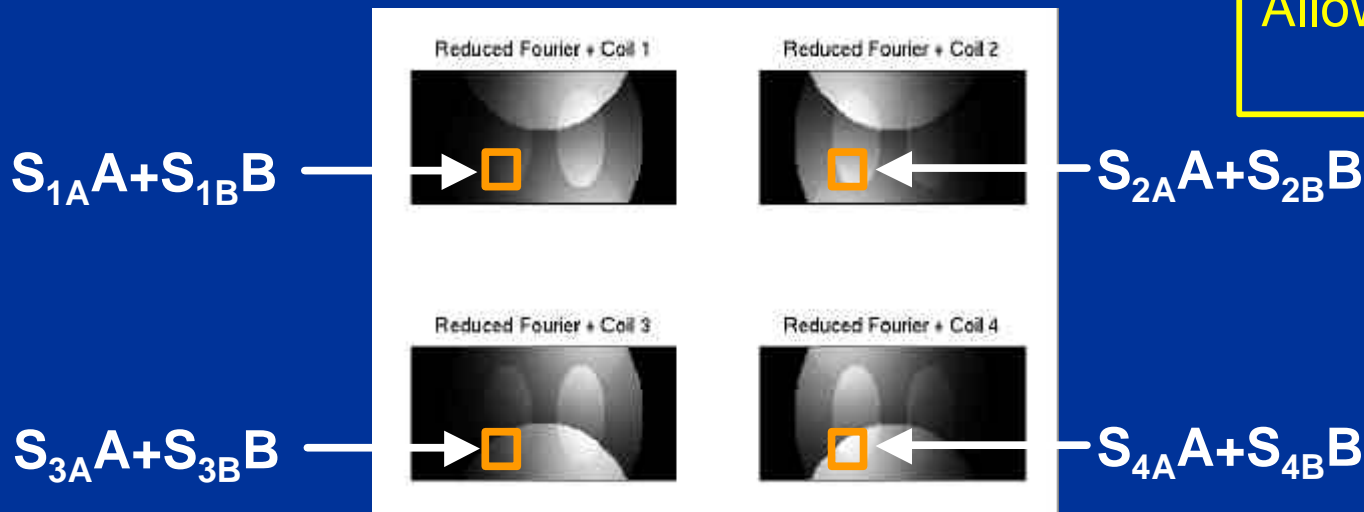 Allow
Reduced Fourier + Coil 1
Reduced Fourier + Coil 2
S1AA+S1BB
S2AA+S2BB
Reduced Fourier + Coil 3
Reduced Fourier + Coil 4
S3AA+S3BB
S4AA+S4BB